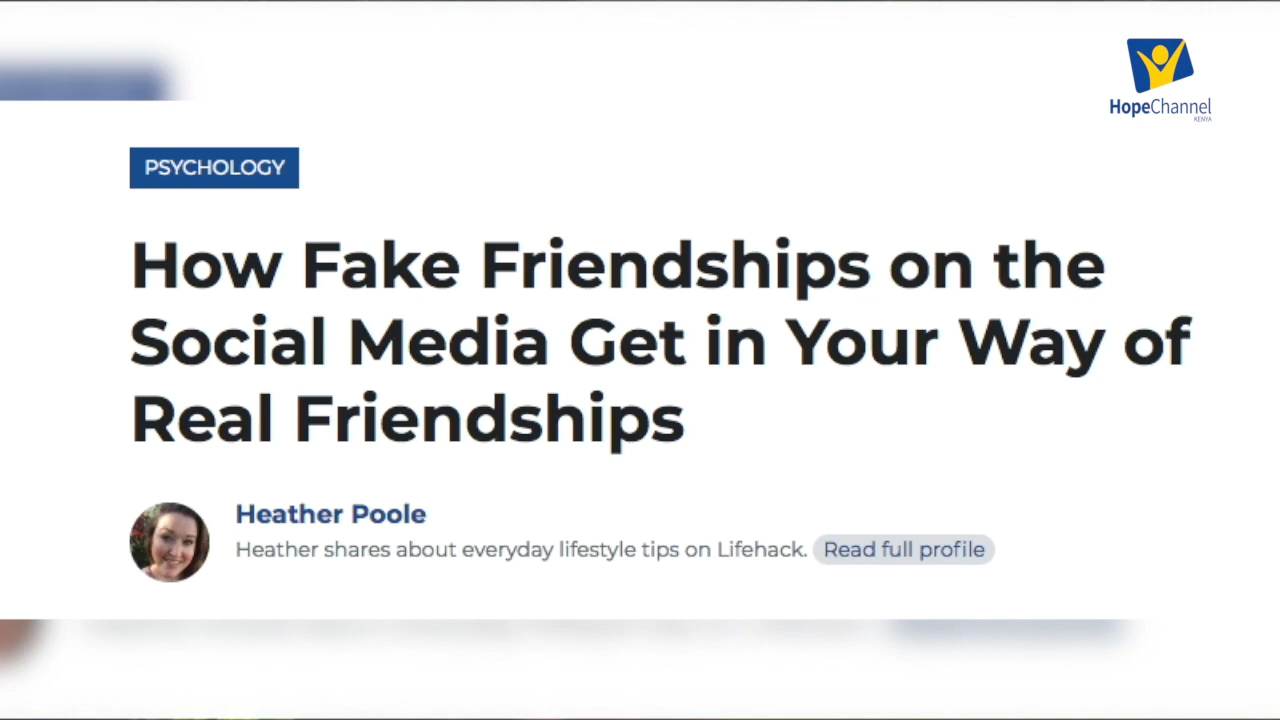 HopeChannel
KENYA
PSYCHOLOGY
How Fake Friendships on the
Social Media Get in Your Way of
Real Friendships
Heather Poole
Heather shares about everyday lifestyle tips on Lifehack. Read full profile